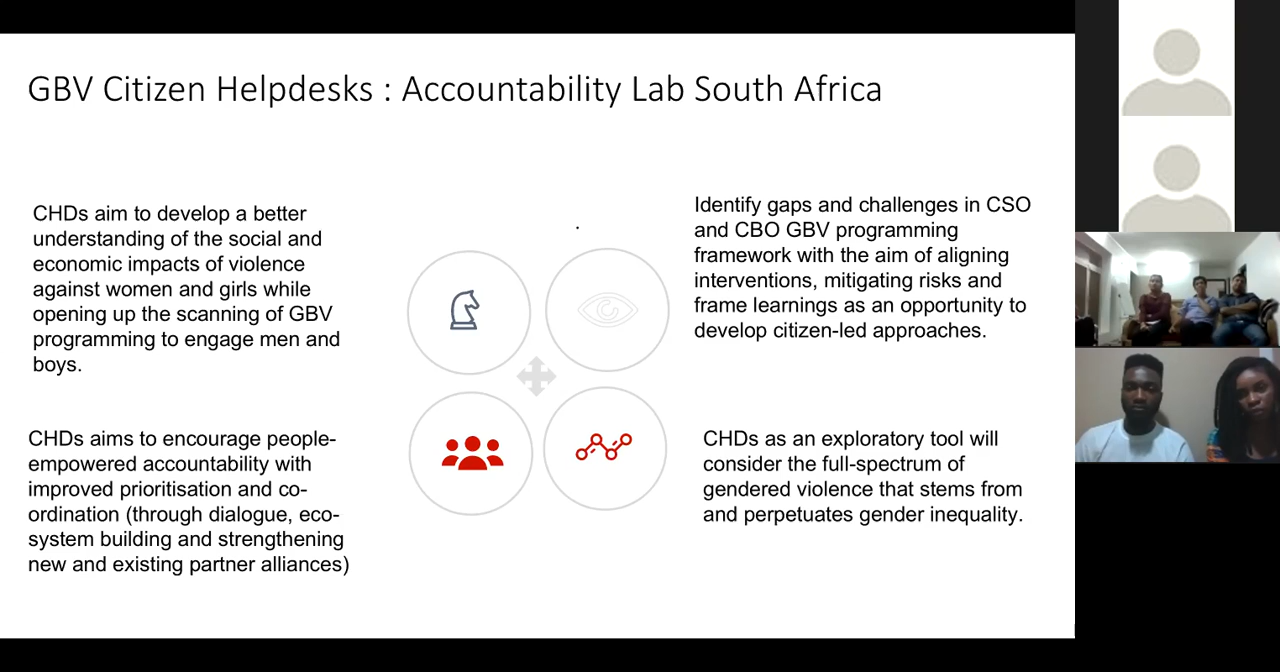 GBV Citizen Helpdesks : Accountability Lab South Africa
CHDs aim to develop a better
understanding of the social and
economic impacts of violence
against women and girls while
opening up the scanning of GBV
programming to engage men and
boys.
Identify gaps and challenges in CSO
and CBO GBV programming
framework with the aim of aligning
interventions, mitigating risks and
frame learnings as an opportunity to
develop citizen-led approaches.
CHDs aims to encourage people-
empowered accountability with
improved prioritisation and co-
ordination (through dialogue, eco-
system building and strengthening
new and existing partner alliances)
CHDs as an exploratory tool will
consider the full-spectrum of
gendered violence that stems from
and perpetuates gender inequality.